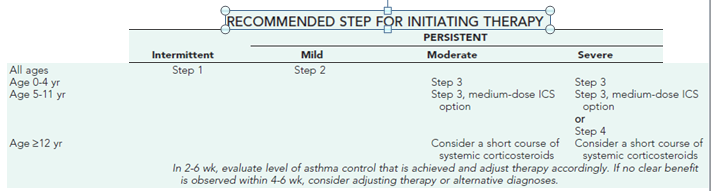 RECOMMENDED STEP FOR INITIATING THERAPY
PERSISTENT
Intermittent Mild Moderate Severe
All ages Step 1 Step 2
Age 0-4 yr Step 3 Step 3
Age 5-11 yr Step 3, medium-dose ICS Step 3, medium-dose ICS
option option
or
Step 4
Age ≥12 yr Consider a short course of Consider a short course of
systemic corticosteroids systemic corticosteroids
In 2-6 wk, evaluate level of asthma control that is achieved and adjust therapy accordingly. If no clear benefit
is observed within 4-6 wk, consider adjusting therapy or alternative diagnoses.